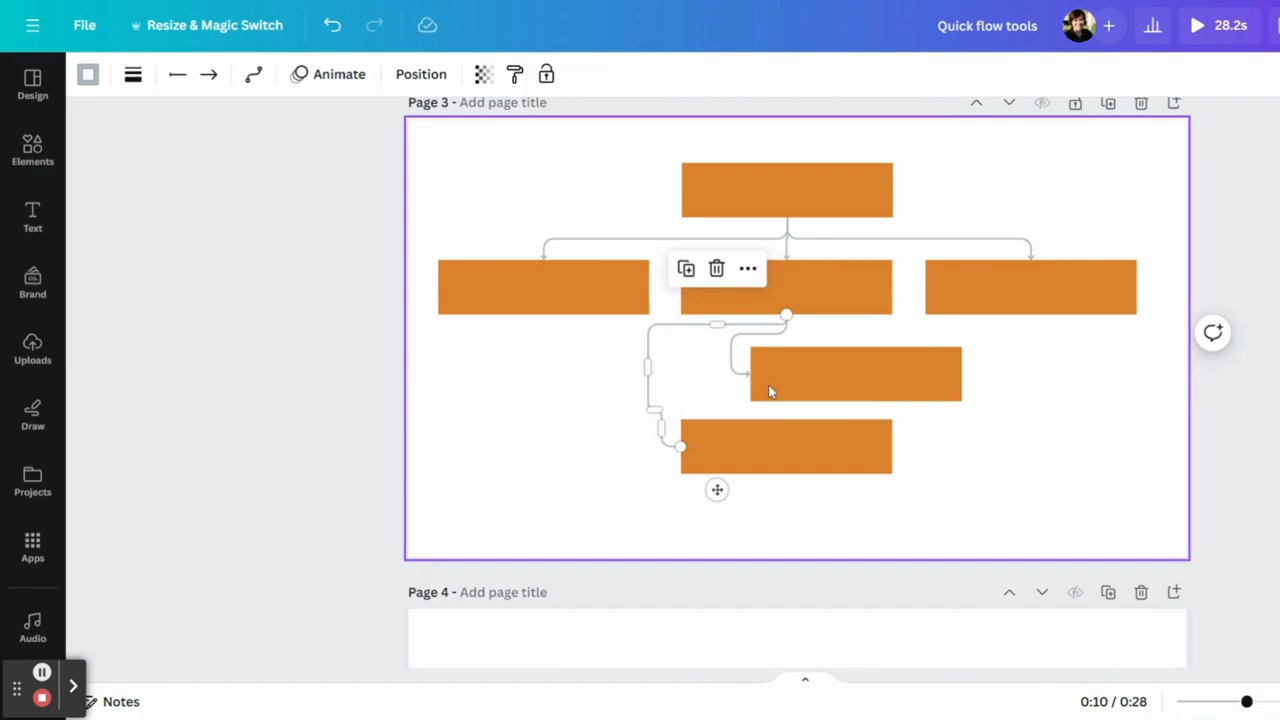 File
Resize & Magic Switch
Quick flow tools
28.2s
Animate
Position
Design
Elements
Text
Brand
Uploads
Draw
Projects
Apps
Audio
Page 3 - Add page title
Page 4 - Add page title
Notes
0:10 / 0:28